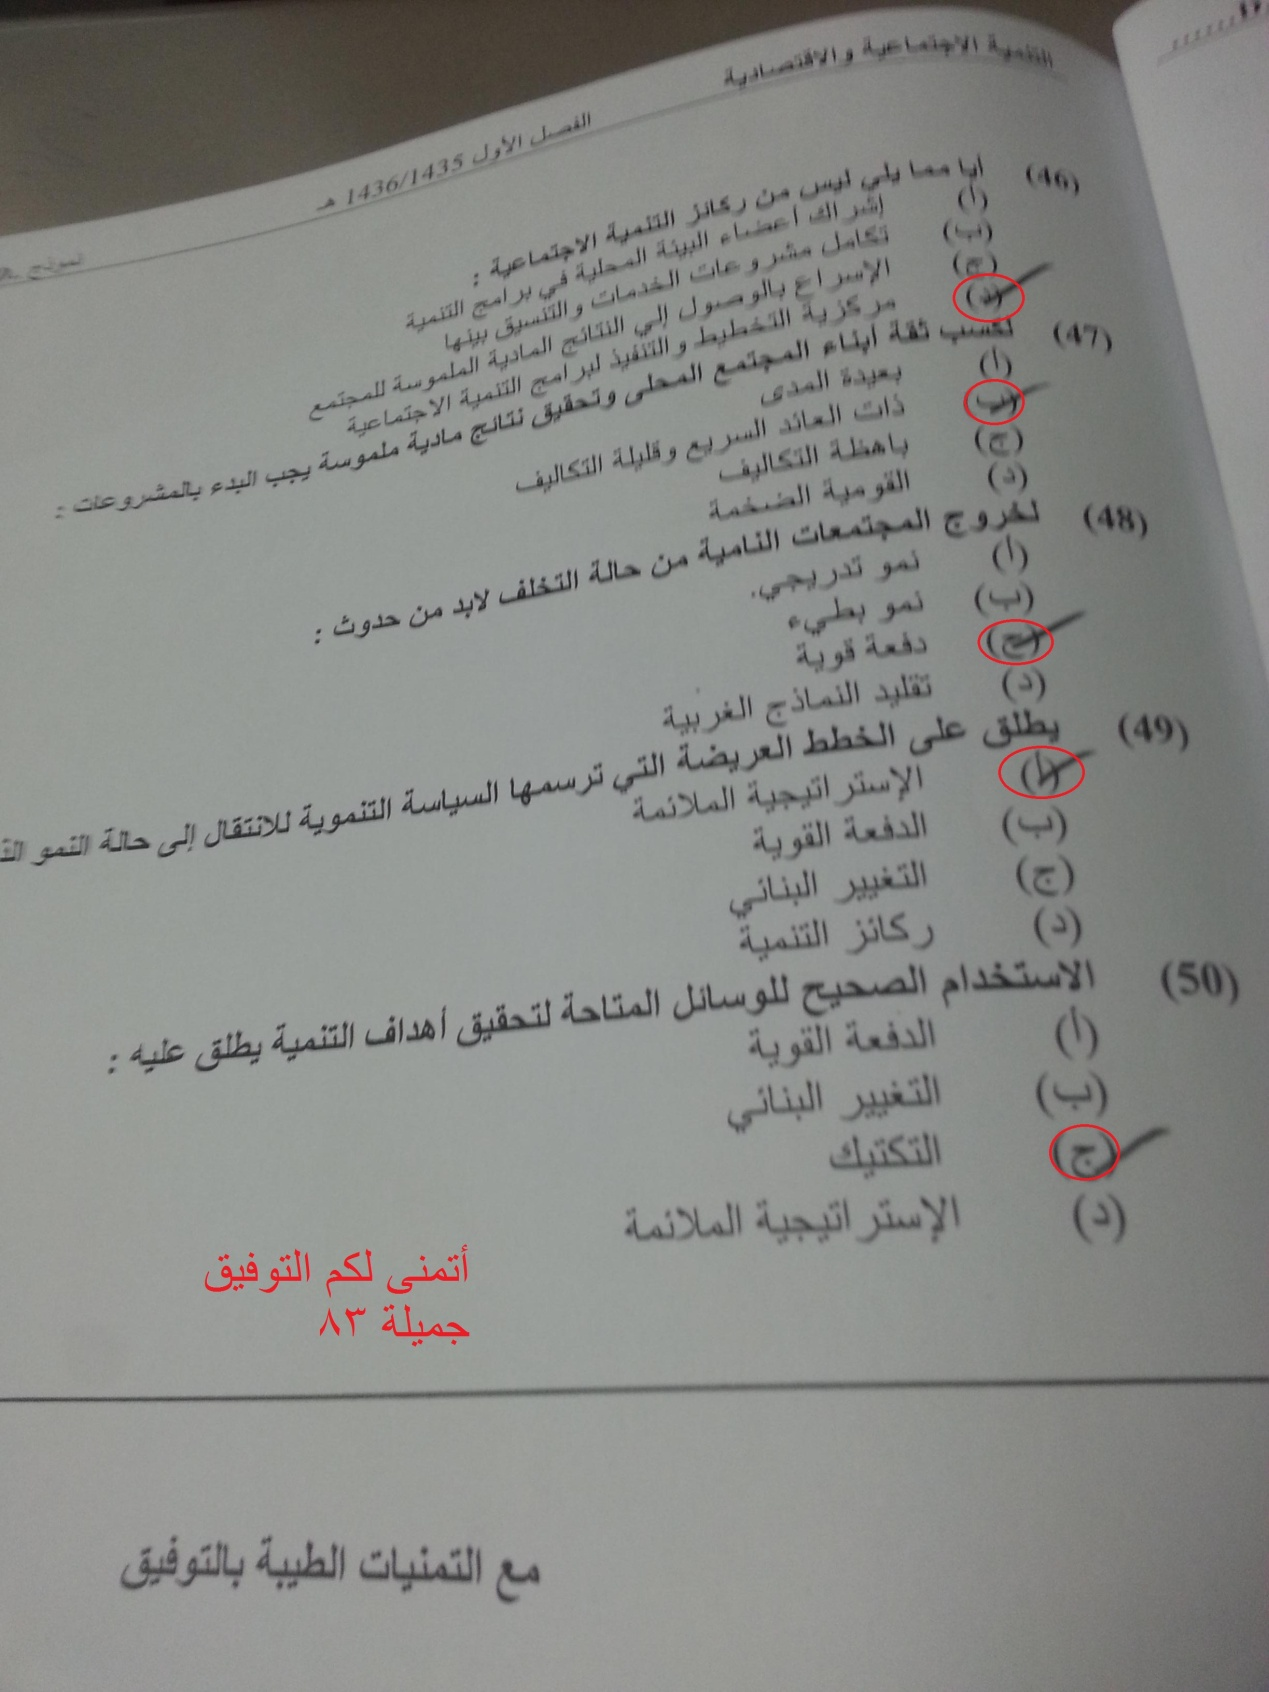 التنمية الاجتماعية والاقتصادية
الفصل الأول 1436/1435 هـ
نموذج
(46) أيا مما يلي ليس من ركائز التنمية الاجتماعية :
(أ) إشراك أعضاء البيئة المحلية في برامج التنمية
(ب) تكامل مشروعات الخدمات والتنسيق بينها
(ج) الإسراع بالوصول إلي النتائج المادية الملموسة للمجتمع
(د) مركزية التخطيط والتنفيذ لبرامج التنمية الاجتماعية
(47) لكسب ثقة أبناء المجتمع المحلى وتحقيق نتائج مادية ملموسة يجب البدء بالمشروعات :
(أ) بعيدة المدى
(ب) ذات العائد السريع وقليلة التكاليف
(ج) باهظة التكاليف
(د) القومية الضخمة
(48) لخروج المجتمعات النامية من حالة التخلف لابد من حدوث :
(أ) نمو تدريجي.
(ب) نمو بطيء
(ج) دفعة قوية
(د) تقليد النماذج الغربية
(49) يطلق على الخطط العريضة التي ترسمها السياسة التنموية للانتقال إلى حالة النمو
(أ) الإستراتيجية الملائمة
(ب) الدفعة القوية
(ج) التغيير البنائي
(د) ركائز التنمية
(50) الاستخدام الصحيح للوسائل المتاحة لتحقيق أهداف التنمية يطلق عليه :
(أ) الدفعة القوية
(ب) التغيير البنائي
(ج) التكتيك
(د) الإستراتيجية الملائمة
أتمنى لكم التوفيق
جميلة ٨٣
مع التمنيات الطيبة بالتوفيق